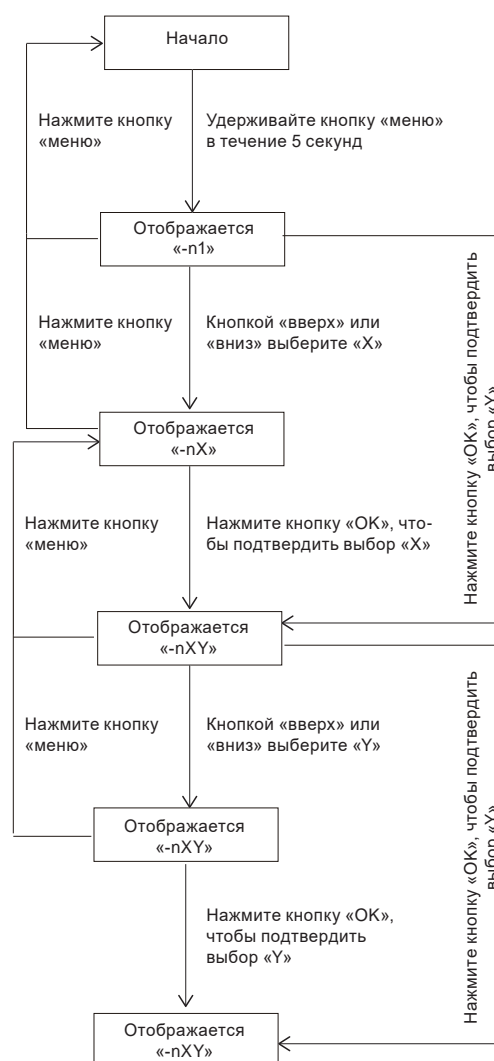 Начало
Нажмите кнопку
«меню»
Удерживайте кнопку «меню»
в течение 5 секунд
Отображается
«-n1»
Нажмите кнопку
«меню»
Кнопкой «вверх» или
«вниз» выберите «X»
Нажмите кнопку «OK», чтобы подтвердить
выбор «Y»
Отображается
«-nX»
Нажмите кнопку
«меню»
Нажмите кнопку «OK», что-
бы подтвердить выбор «X»
Отображается
«-nXY»
Нажмите кнопку
«меню»
Кнопкой «вверх» или
«вниз» выберите «Y»
Нажмите кнопку «OK», чтобы подтвердить
выбор «Y»
Отображается
«-nXY»
Нажмите кнопку «OK»,
чтобы подтвердить
выбор «Y»
Отображается
«-nXY»